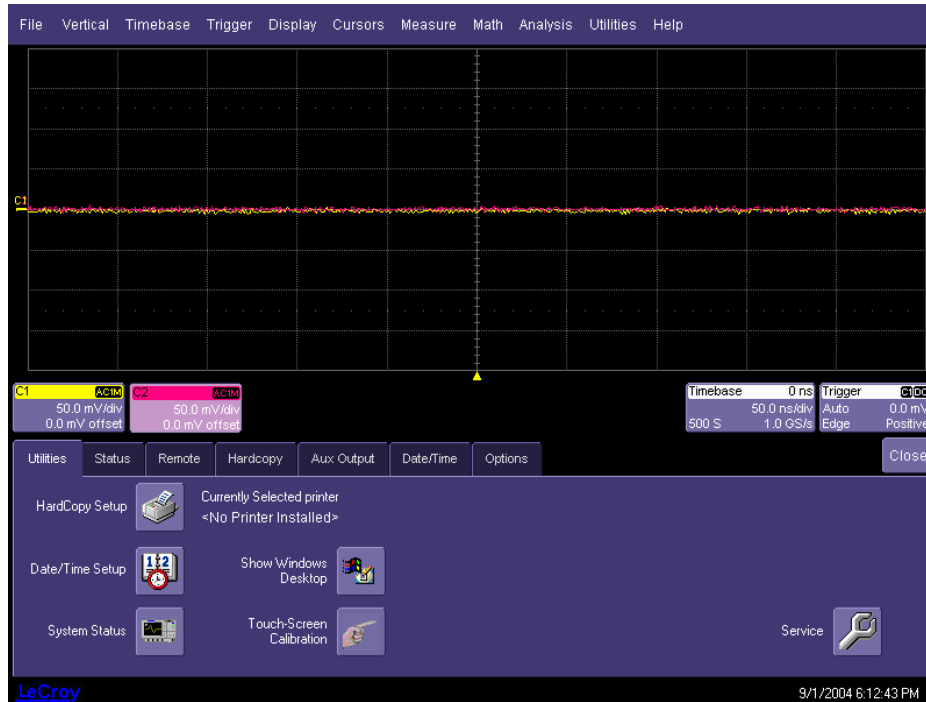 File Vertical Timebase Trigger Display Cursors Measure Math Analysis Utilities Help
C1
C1 AC1M
50.0 mV/div
0.0 mV offset
C2 AC1M
50.0 mV/div
0.0 mV offset
Timebase 0 ns
50.0 ns/div
500 S 1.0 GS/s
Trigger C1 DC
Auto 0.0 mV
Edge Positive
Utilities Status Remote Hardcopy Aux Output Date/Time Options Close
HardCopy Setup
Currently Selected printer
<No Printer Installed>
Date/Time Setup
Show Windows
Desktop
System Status
Touch-Screen
Calibration
Service
LeCroy
9/1/2004 6:12:43 PM